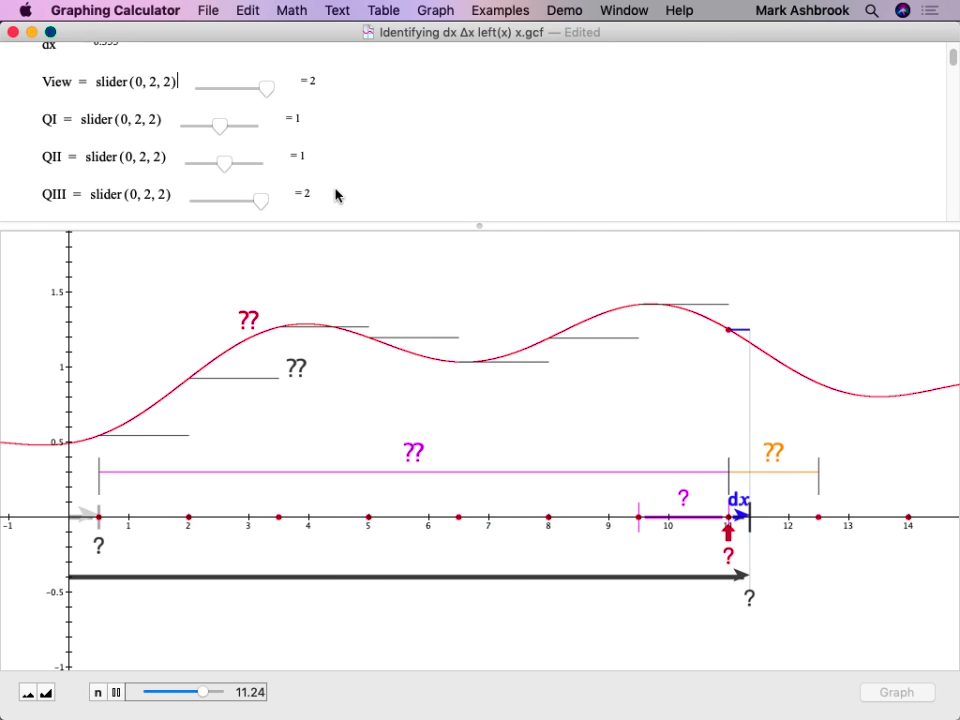 Graphing Calculator File Edit Math Text Table Graph Examples Demo Window Help Mark Ashbrook
Identifying dx Δx left(x) x.gcf — Edited
dx
View = slider(0, 2, 2) = 2
QI = slider(0, 2, 2) = 1
QII = slider(0, 2, 2) = 1
QIII = slider(0, 2, 2) = 2
1.5
??
1
??
0.5
??
??
?
dx
-1 1 2 3 4 5 6 7 8 9 10 11 12 13 14
?
?
-0.5
?
-1
n 11.24 Graph